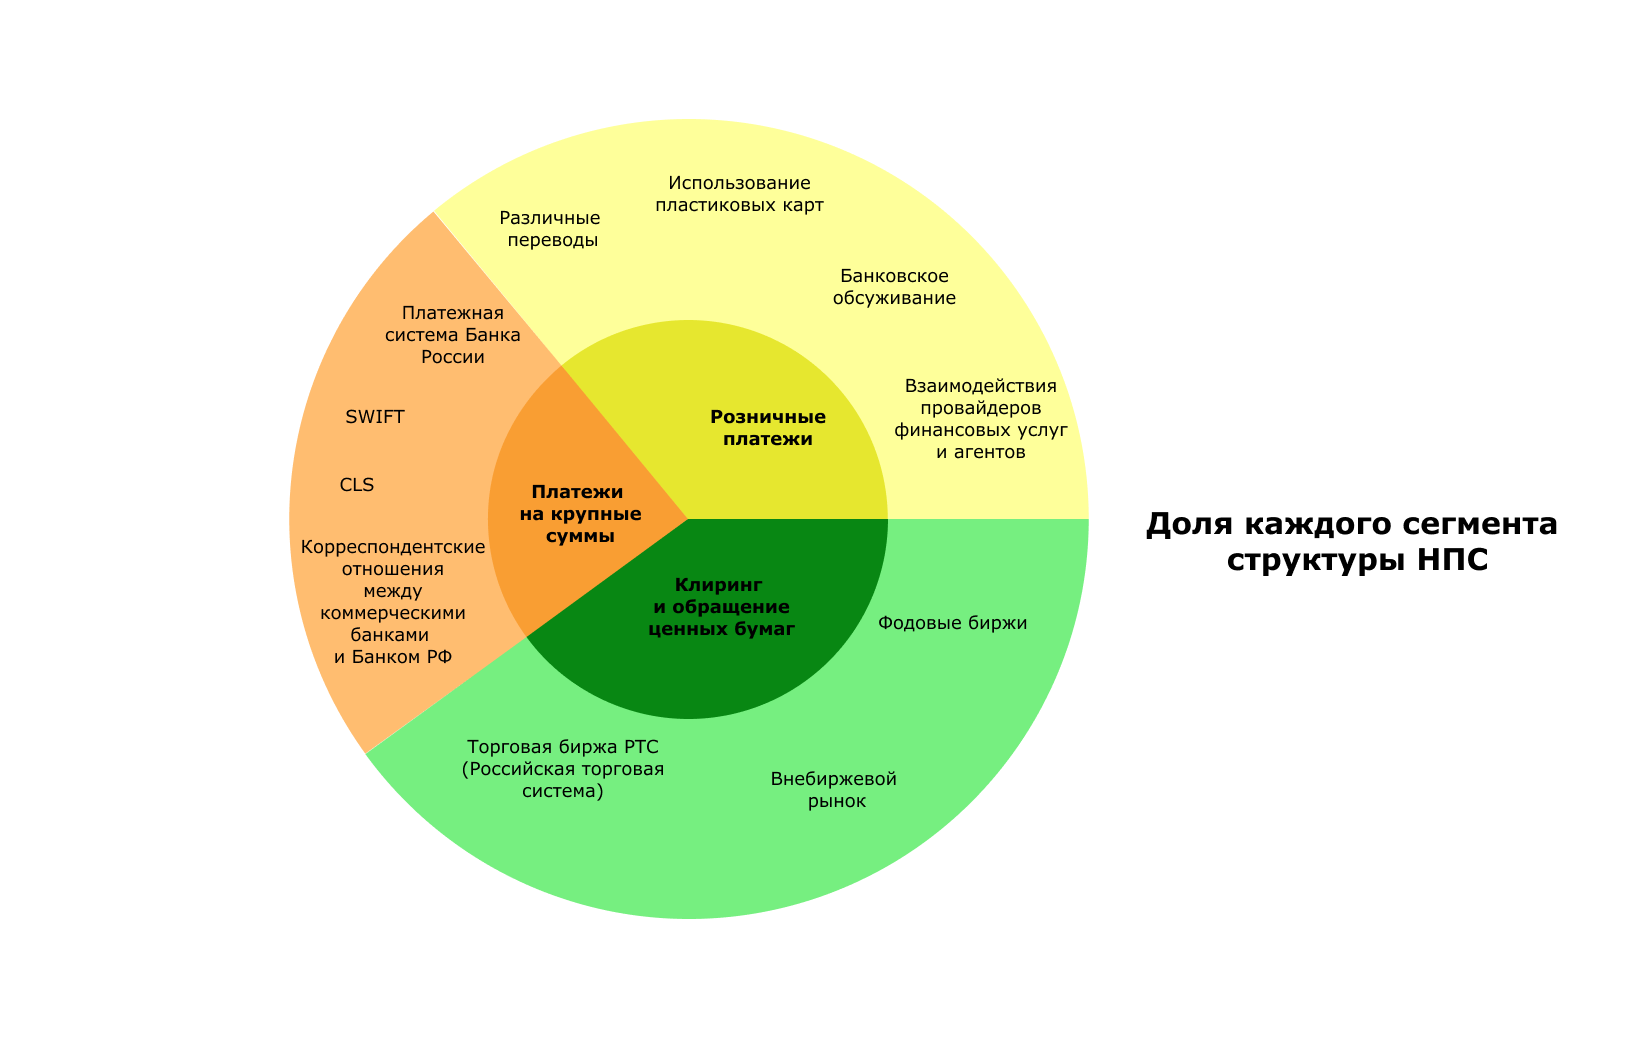 Использование
пластиковых карт
Различные
переводы
Банковское
обсуживание
Взаимодействия
провайдеров
финансовых услуг
и агентов
Розничные
платежи
Платежная
система Банка
России
SWIFT
CLS
Корреспондентские
отношения
между
коммерческими
банками
и Банком РФ
Платежи
на крупные
суммы
Клиринг
и обращение
ценных бумаг
Фодовые биржи
Торговая биржа РТС
(Российская торговая
система)
Внебиржевой
рынок
Доля каждого сегмента
структуры НПС